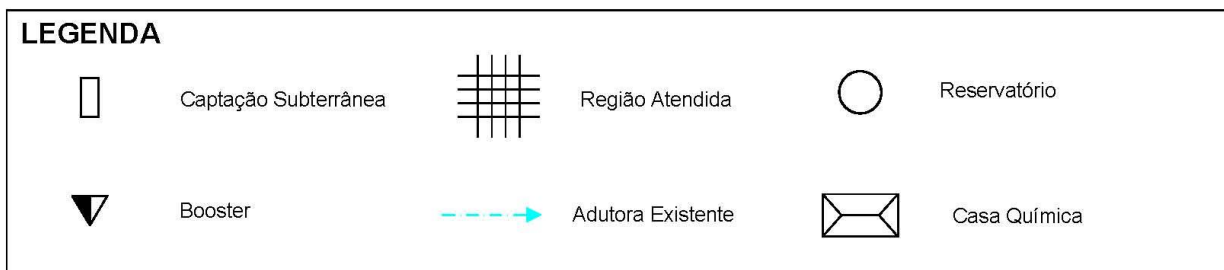 LEGENDA
Captação Subterrânea
Região Atendida
Reservatório
Booster
Adutora Existente
Casa Química